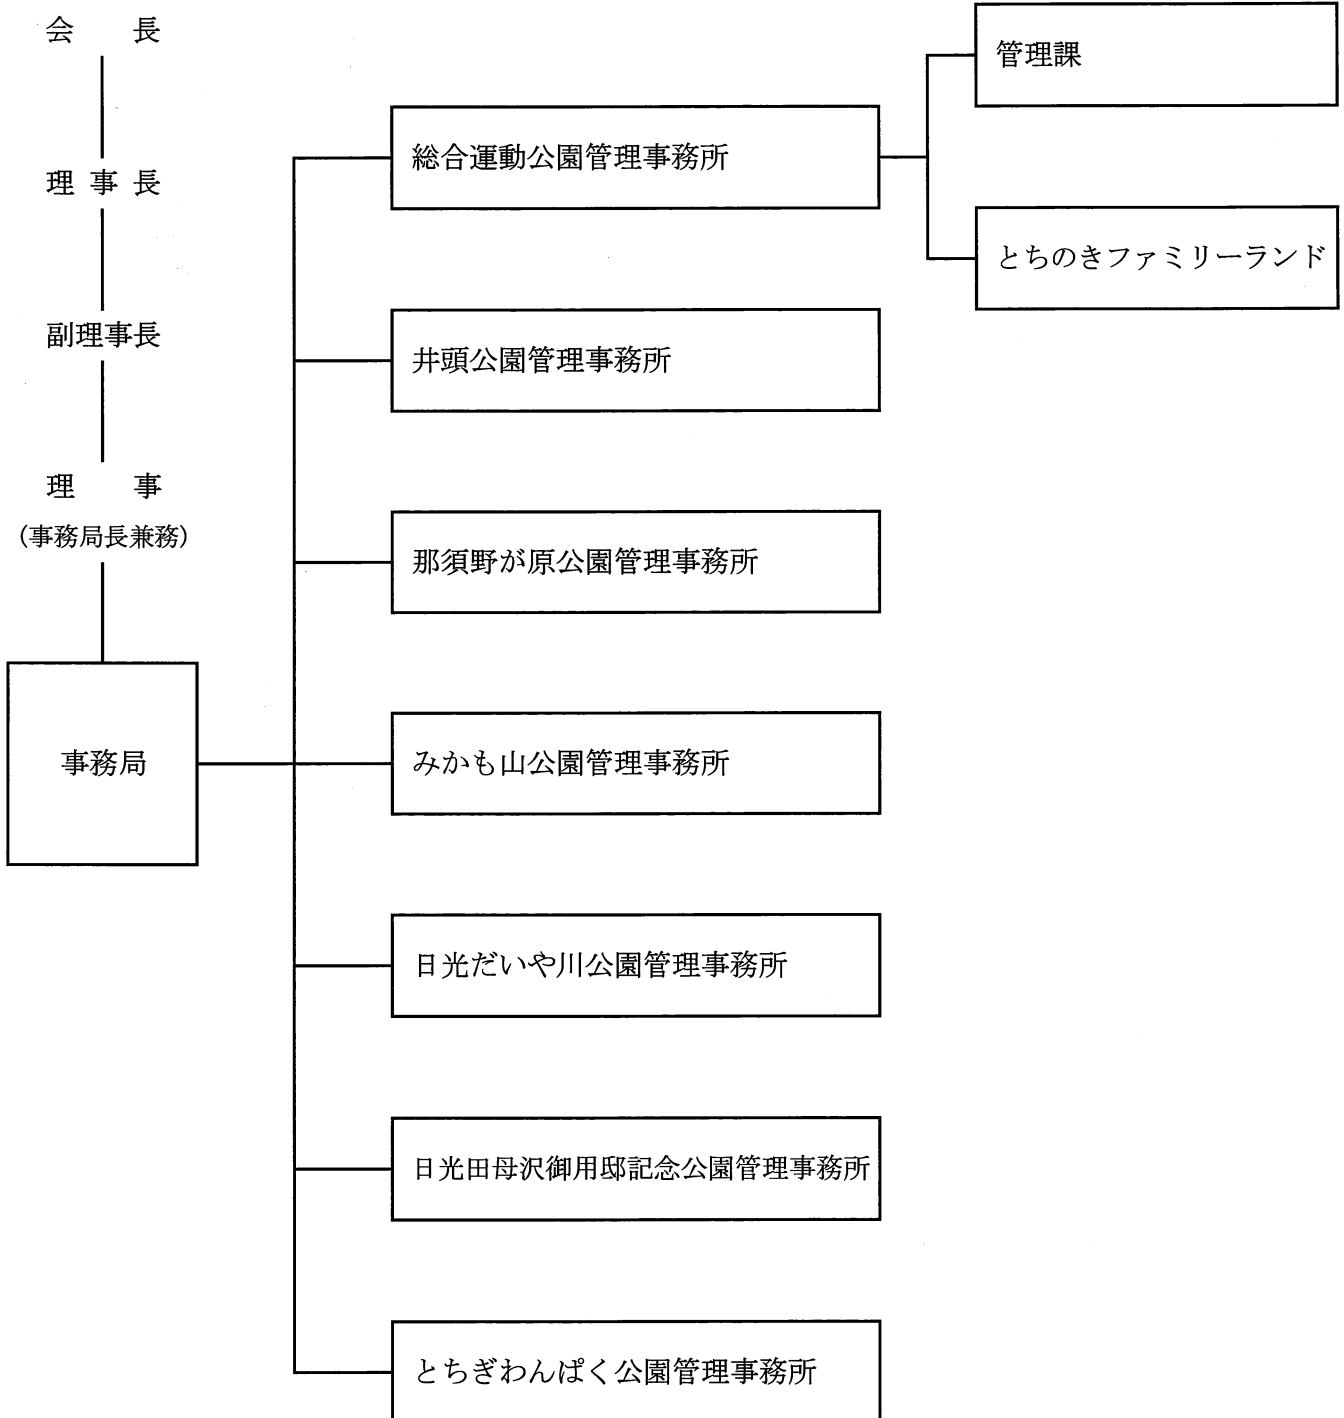 会長
理事長
副理事長
理事
(事務局長兼務)
事務局
総合運動公園管理事務所
管理課
とちのきファミリーランド
井頭公園管理事務所
那須野が原公園管理事務所
みかも山公園管理事務所
日光だいや川公園管理事務所
日光田母沢御用邸記念公園管理事務所
とちぎわんぱく公園管理事務所